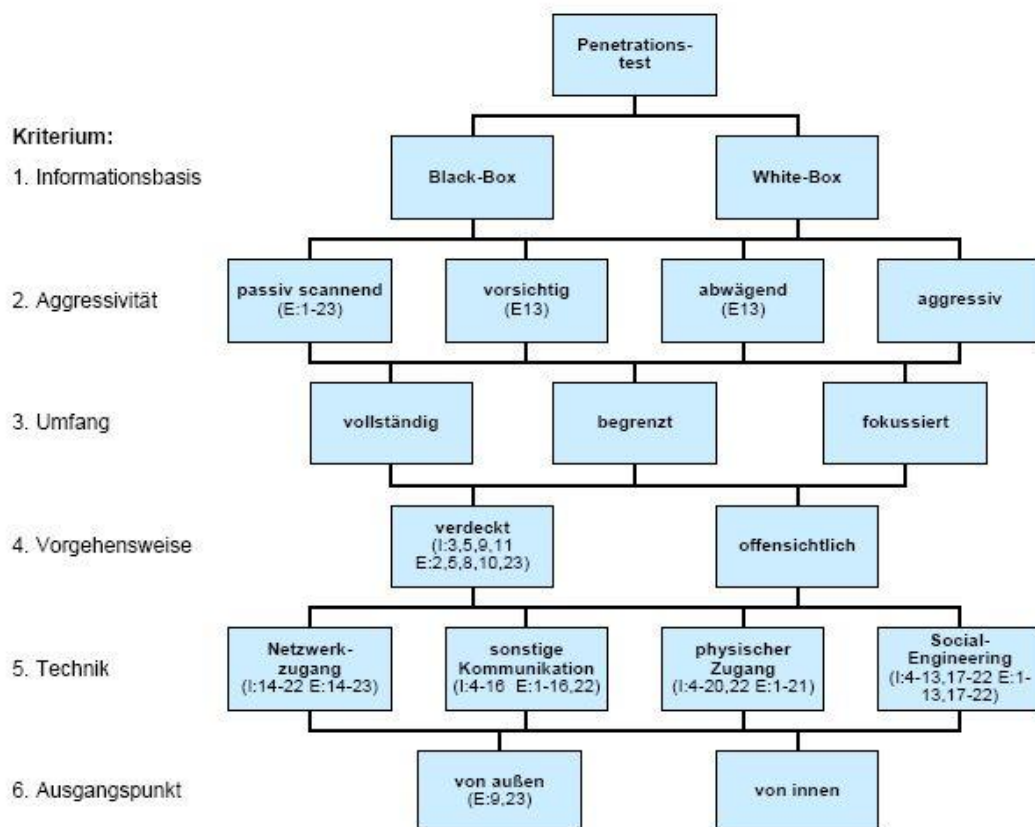 Penetrations-
test
Kriterium:
1. Informationsbasis
Black-Box
White-Box
2. Aggressivität
passiv scannend
(E:1-23)
vorsichtig
(E13)
abwägend
(E13)
aggressiv
3. Umfang
vollständig
begrenzt
fokussiert
4. Vorgehensweise
verdeckt
(I:3,5,9,11
E:2,5,8,10,23)
offensichtlich
5. Technik
Netzwerk-
zugang
(I:14-22 E:14-23)
sonstige
Kommunikation
(I:4-16 E:1-16,22)
physischer
Zugang
(I:4-20,22 E:1-21)
Social-
Engineering
(I:4-13,17-22 E:1-
13,17-22)
6. Ausgangspunkt
von außen
(E:9,23)
von innen